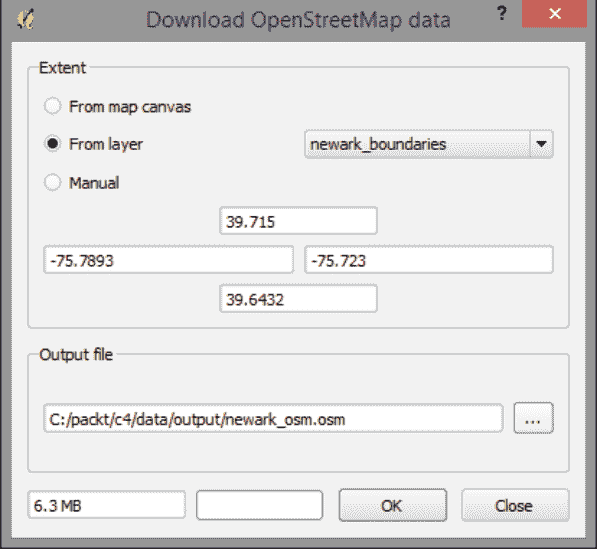 Download OpenStreetMap data
?
x
Extent
From map canvas
From layer
newark_boundaries
Manual
39.715
-75.7893
-75.723
39.6432
Output file
C:/packt/c4/data/output/newark_osm.osm
...
6.3 MB
OK
Close